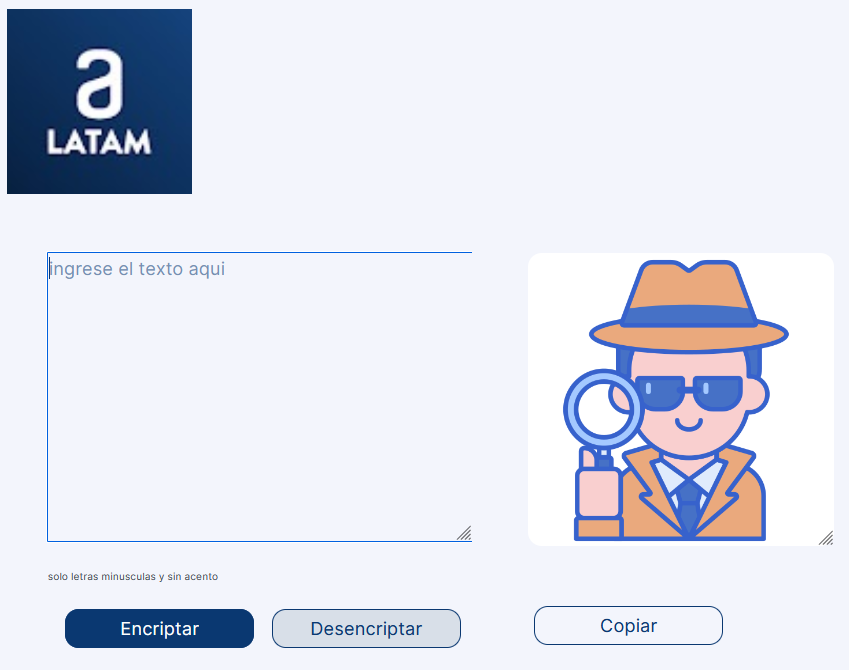 a
LATAM
ingrese el texto aqui
solo letras minusculas y sin acento
Encriptar
Desencriptar
Copiar